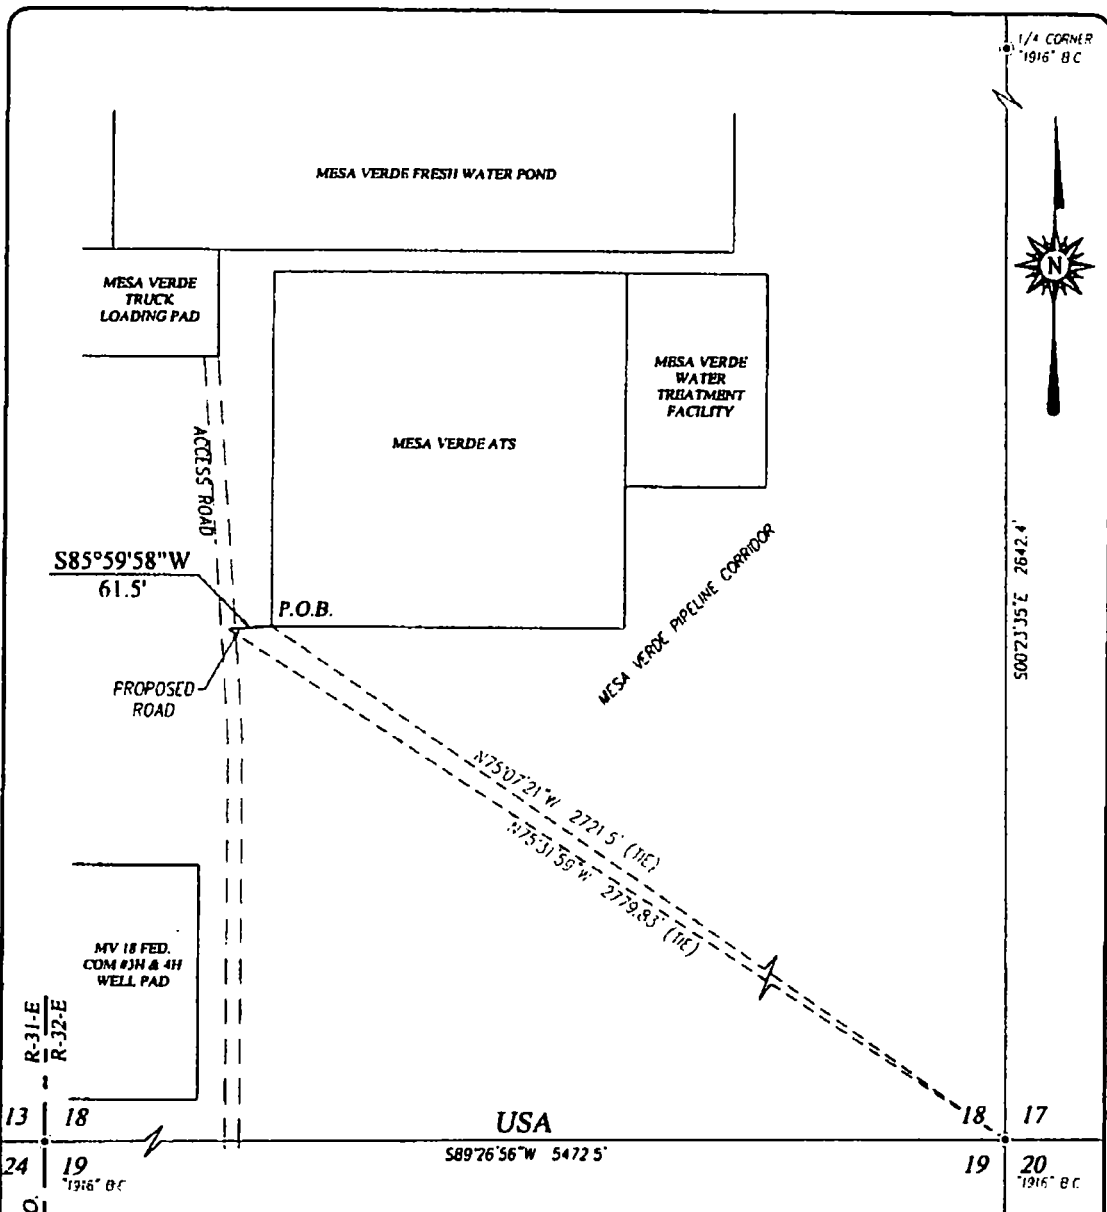 1/4 CORNER
"1916" B C
MESA VERDE FRESH WATER POND
MESA VERDE
TRUCK
LOADING PAD
N
MESA VERDE
WATER
TREATMENT
FACILITY
MESA VERDE ATS
ACCESS ROAD
S85°59'58"W
61.5'
P.O.B.
MESA VERDE PIPELINE CORRIDOR
S00°23'35"E 2642.4'
PROPOSED
ROAD
N75°07'21"W 2721.5' (TIE)
N75°31'59"W 2779.83' (TIE)
MV 18 FED.
COM #3H & 4H
WELL PAD
R-31-E
R-32-E
13 18
USA
18 17
S89°26'56"W 5472.5'
24 19
"1916" B C
19 20
"1916" B C